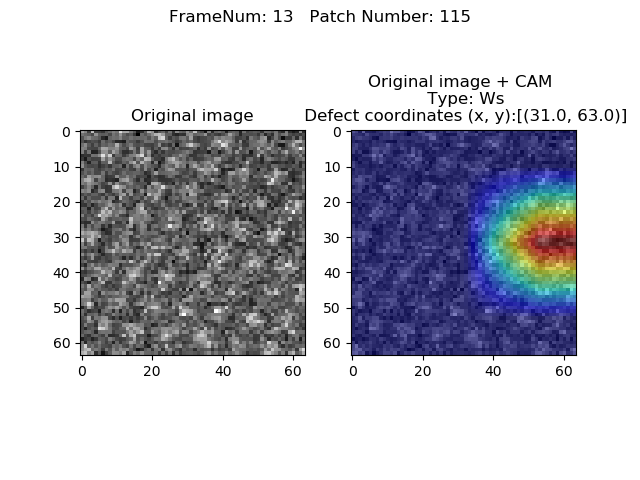 FrameNum: 13   Patch Number: 115
Original image
Original image + CAM
Type: Ws
Defect coordinates (x, y):[(31.0, 63.0)]
0
10
20
30
40
50
60
0 20 40 60
0
10
20
30
40
50
60
0 20 40 60